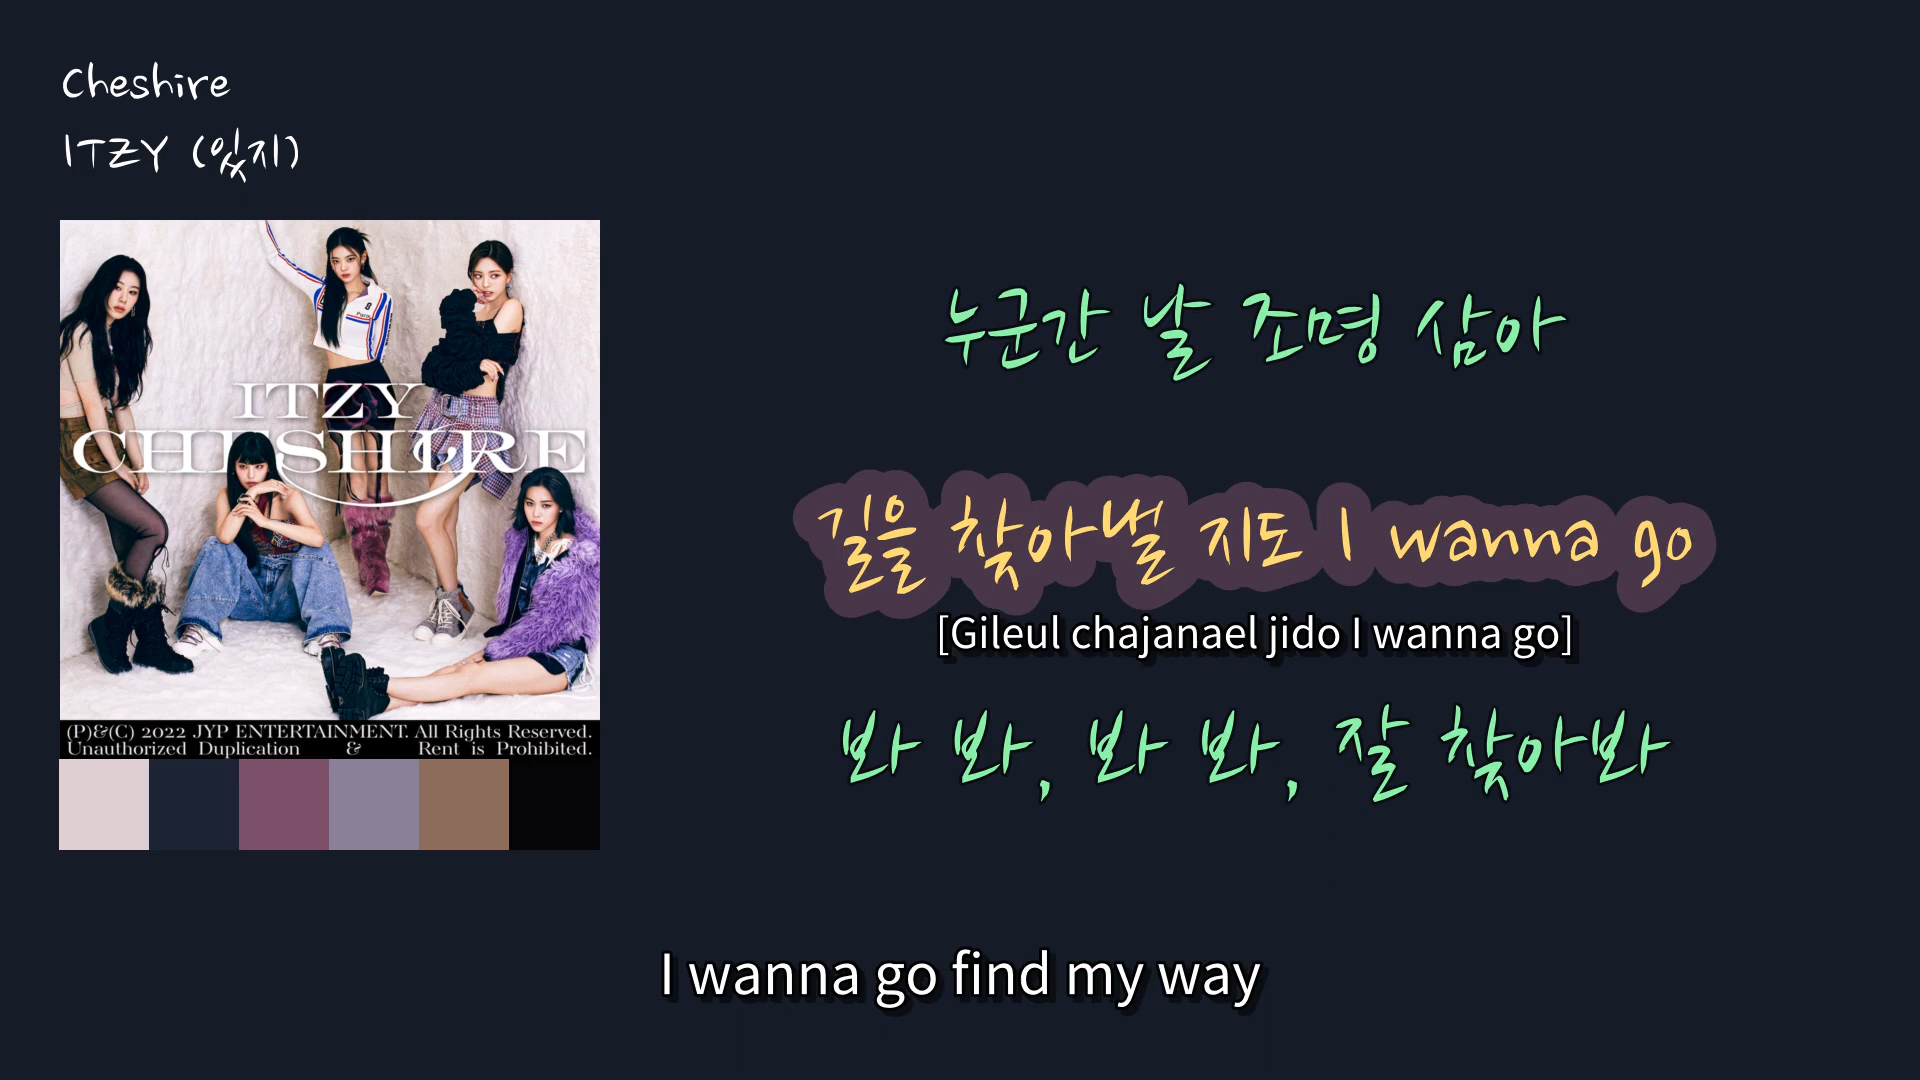 Cheshire
ITZY (있지)
ITZY
CHESHIRE
(P)&(C) 2022 JYP ENTERTAINMENT. All Rights Reserved.
Unauthorized Duplication & Rent is Prohibited.
누군간 날 조명 삼아
길을 찾아낼 지도 I wanna go
[Gileul chajanael jido I wanna go]
봐 봐, 봐 봐, 잘 찾아봐
I wanna go find my way